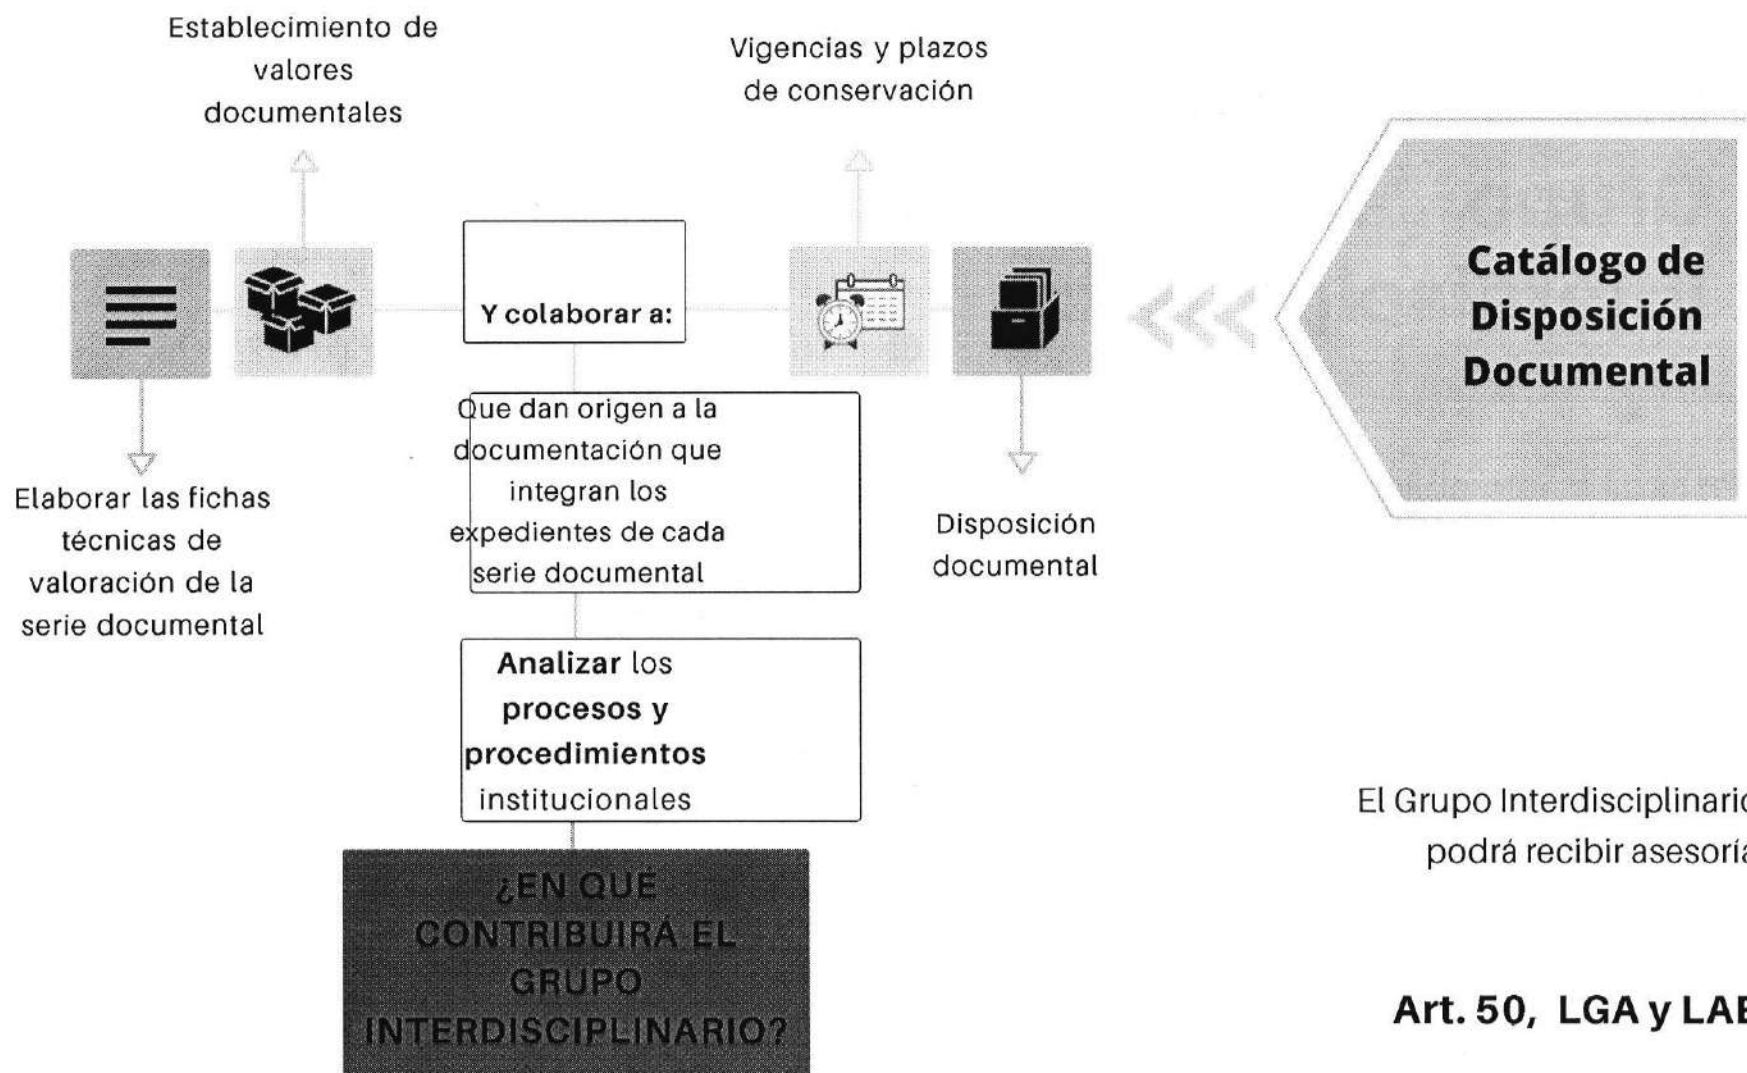 Establecimiento de
valores
documentales
Vigencias y plazos
de conservación
Y colaborar a:
Catálogo de
Disposición
Documental
Que dan origen a la
documentación que
integran los
expedientes de cada
serie documental
Elaborar las fichas
técnicas de
valoración de la
serie documental
Disposición
documental
Analizar los
procesos y
procedimientos
institucionales
El Grupo Interdisciplinario
podrá recibir asesoría
¿EN QUÉ
CONTRIBUIRÁ EL
GRUPO
INTERDISCIPLINARIO?
Art. 50, LGA y LAE